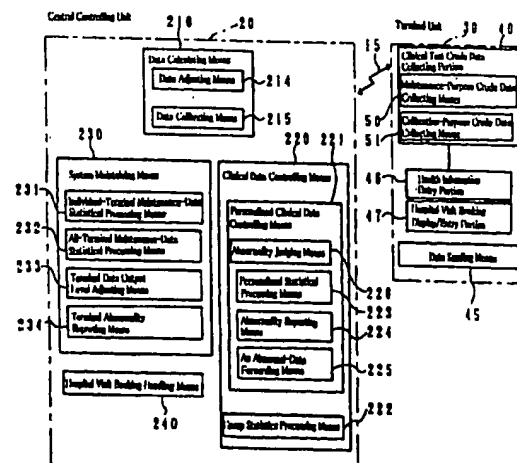 Central Controlling Unit
20
216
Data Calculating Means
Data Adjusting Means
214
Data Collecting Means
215
15
Terminal Unit
30
40
Clinical Test Crude Data
Collecting Portion
Maintenance-Purpose Crude Data
Collecting Means
50
Collection-Purpose Crude Data
Collecting Means
51
46
Health Information
Entry Portion
47
Hospital Visit Booking
Display/Entry Portion
Data Sending Means
45
230
System Maintaining Means
231
Individual-Terminal Maintenance-Data
Statistical Processing Means
232
All-Terminal Maintenance-Data
Statistical Processing Means
233
Terminal Data Output
Level Adjusting Means
234
Terminal Abnormality
Reporting Means
Hospital Visit Booking Handling Means
240
220
221
Clinical Data Controlling Means
Personalized Clinical Data
Controlling Means
Abnormality Judging Means
226
Personalized Statistical
Processing Means
223
Abnormality Reporting
Means
224
An Abnormal-Data
Forwarding Means
225
Group Statistics Processing Means
222